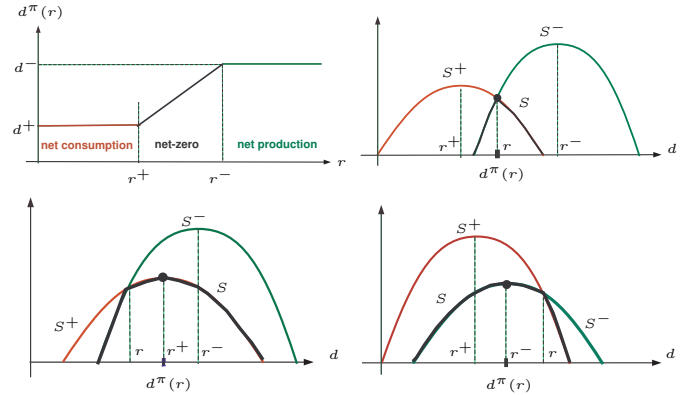 d^π(r)
d^−
d^+
net consumption net-zero net production
r
r^+ r^−
S
S^−
S^+
S
r^+ r r^− d
d^π(r)
S^−
S
S^+
r r^+ r^− d
d^π(r)
S^+
S
S^−
r^+ r^− r d
d^π(r)